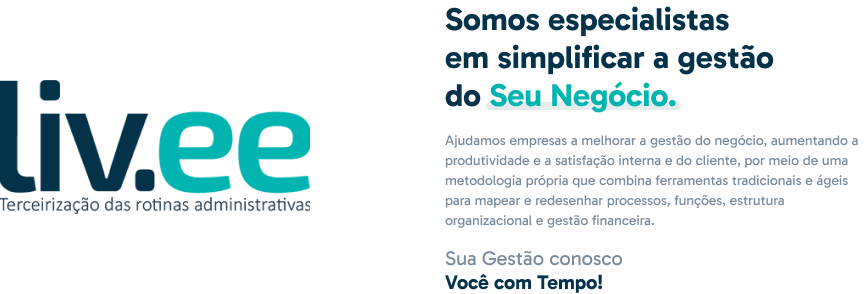 liv.ee
Terceirização das rotinas administrativas
Somos especialistas
em simplificar a gestão
do Seu Negócio.
Ajudamos empresas a melhorar a gestão do negócio, aumentando a
produtividade e a satisfação interna e do cliente, por meio de uma
metodologia própria que combina ferramentas tradicionais e ágeis
para mapear e redesenhar processos, funções, estrutura
organizacional e gestão financeira.
Sua Gestão conosco
Você com Tempo!